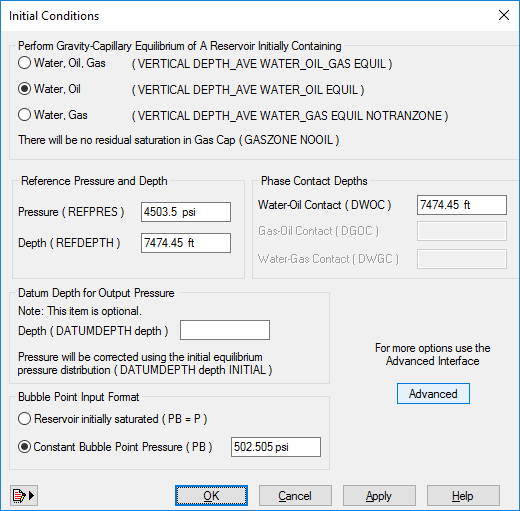 Initial Conditions
Perform Gravity-Capillary Equilibrium of A Reservoir Initially Containing
Water, Oil, Gas ( VERTICAL DEPTH_AVE WATER_OIL_GAS EQUIL )
Water, Oil ( VERTICAL DEPTH_AVE WATER_OIL EQUIL )
Water, Gas ( VERTICAL DEPTH_AVE WATER_GAS EQUIL NOTRANZONE )
There will be no residual saturation in Gas Cap ( GASZONE NOOIL )
Reference Pressure and Depth
Pressure ( REFPRES ) 4503.5 psi
Depth ( REFDEPTH ) 7474.45 ft
Phase Contact Depths
Water-Oil Contact ( DWOC ) 7474.45 ft
Gas-Oil Contact ( DGOC )
Water-Gas Contact ( DWGC )
Datum Depth for Output Pressure
Note: This item is optional.
Depth ( DATUMDEPTH depth )
Pressure will be corrected using the initial equilibrium
pressure distribution ( DATUMDEPTH depth INITIAL )
Bubble Point Input Format
Reservoir initially saturated ( PB = P )
Constant Bubble Point Pressure ( PB ) 502.505 psi
For more options use the
Advanced Interface
Advanced
OK Cancel Apply Help